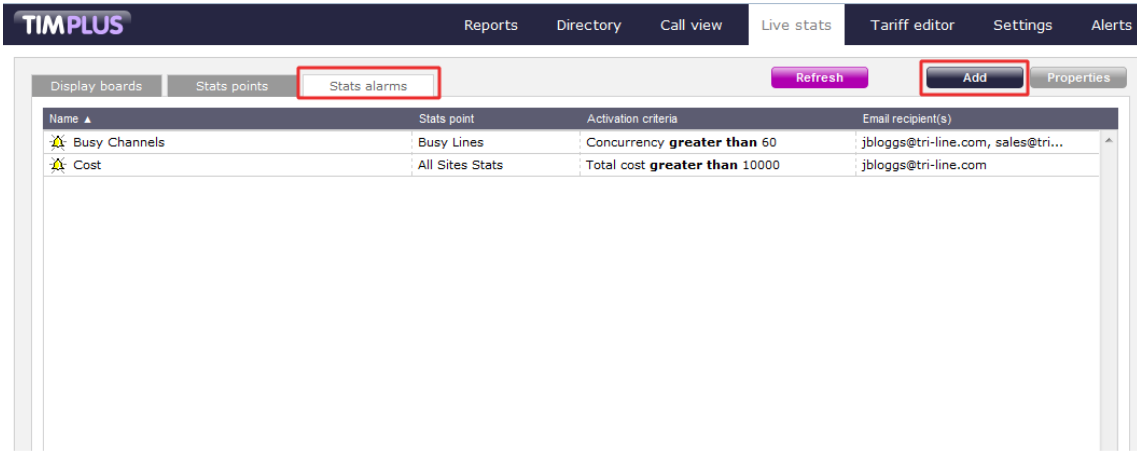 TIMPLUS Reports Directory Call view Live stats Tariff editor Settings Alerts
Refresh Add Properties
Display boards Stats points Stats alarms
Name ▲ Stats point Activation criteria Email recipient(s)
Busy Channels Busy Lines Concurrency greater than 60 jbloggs@tri-line.com, sales@tri...
Cost All Sites Stats Total cost greater than 10000 jbloggs@tri-line.com